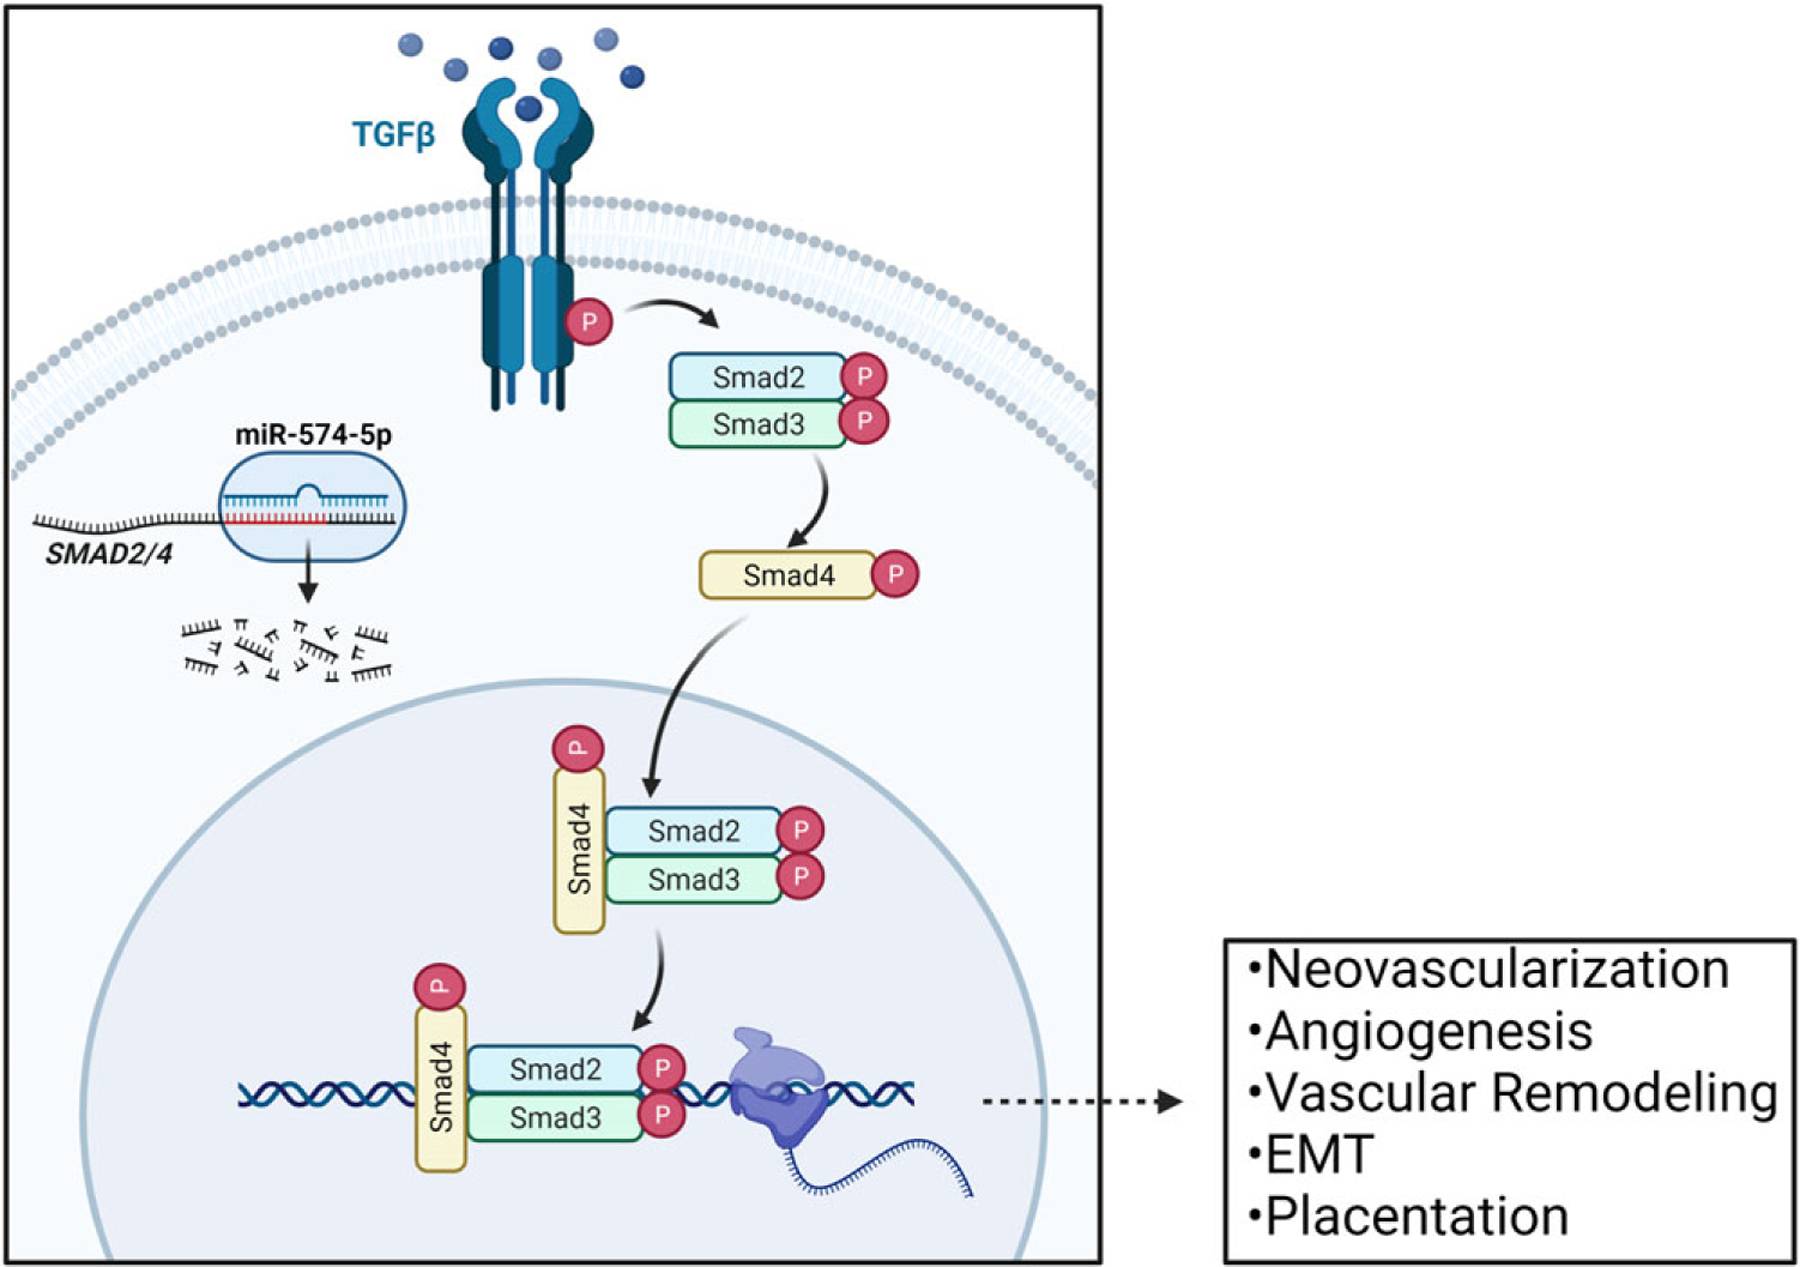 TGFβ
P
Smad2 P
Smad3 P
miR-574-5p
SMAD2/4
Smad4 P
P
Smad4
Smad2 P
Smad3 P
P
Smad4
Smad2 P
Smad3 P
•Neovascularization
•Angiogenesis
•Vascular Remodeling
•EMT
•Placentation